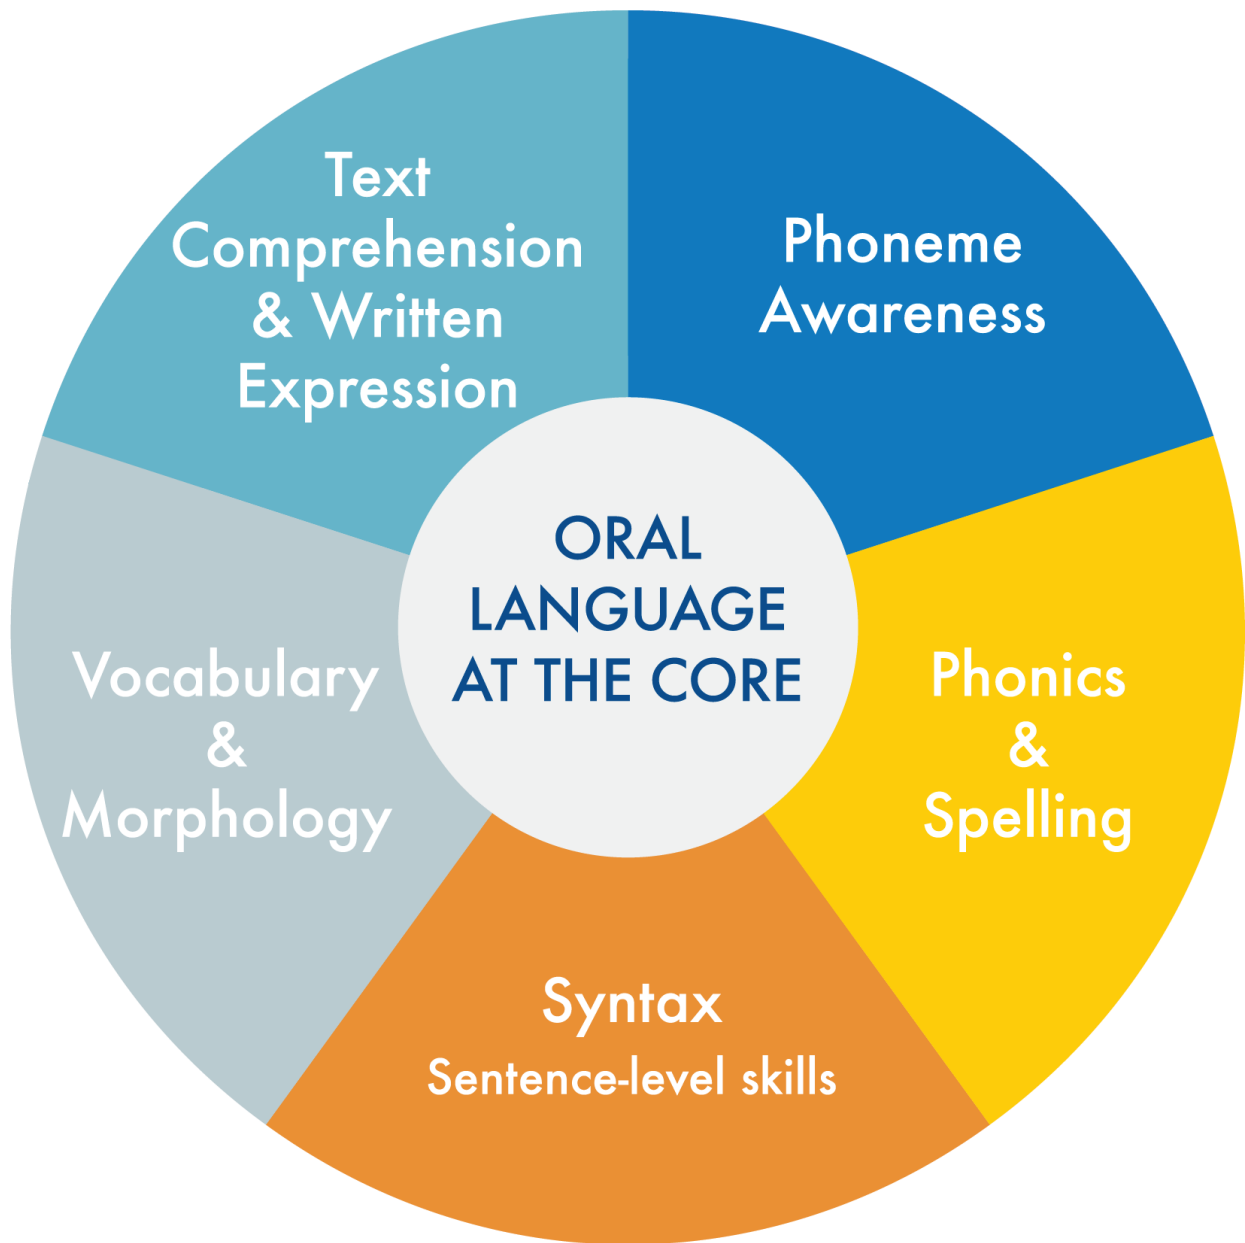 Text
Comprehension
& Written
Expression
Phoneme
Awareness
ORAL
LANGUAGE
AT THE CORE
Vocabulary
&
Morphology
Phonics
&
Spelling
Syntax
Sentence-level skills